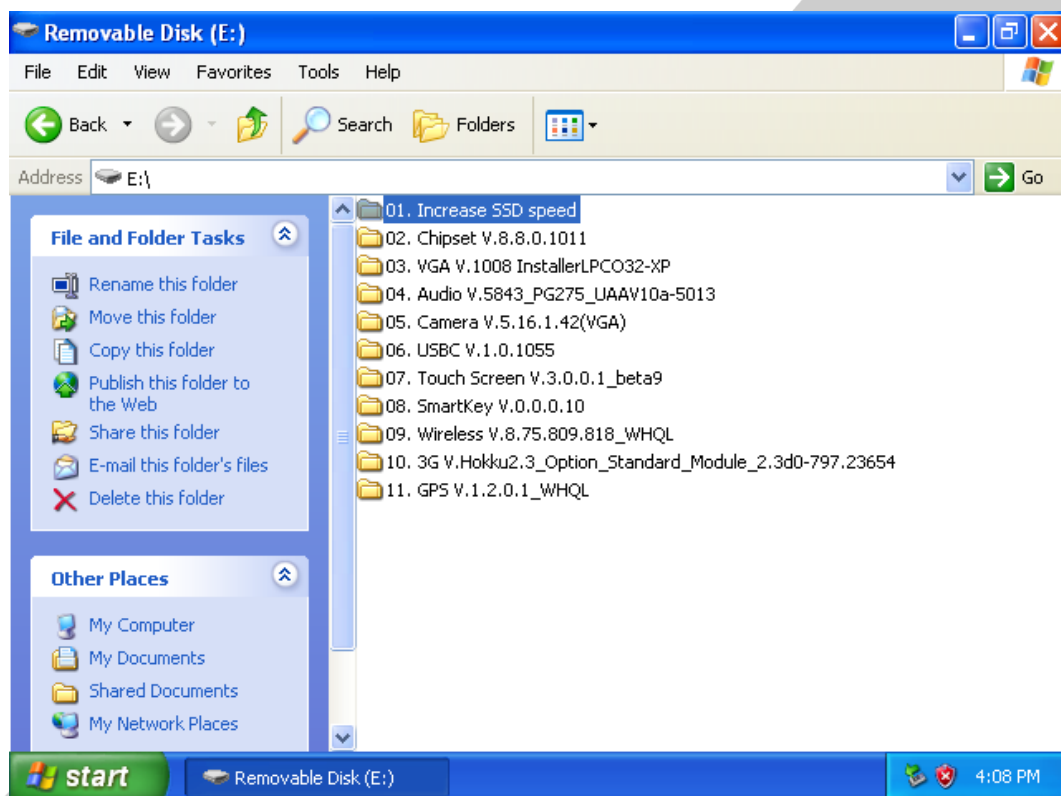 Removable Disk (E:)
File Edit View Favorites Tools Help
Back Search Folders
Address E:\ Go
File and Folder Tasks
Rename this folder
Move this folder
Copy this folder
Publish this folder to
the Web
Share this folder
E-mail this folder's files
Delete this folder
Other Places
My Computer
My Documents
Shared Documents
My Network Places
01. Increase SSD speed
02. Chipset V.8.8.0.1011
03. VGA V.1008 InstallerLPCO32-XP
04. Audio V.5843_PG275_UAAV10a-5013
05. Camera V.5.16.1.42(VGA)
06. USBC V.1.0.1055
07. Touch Screen V.3.0.0.1_beta9
08. SmartKey V.0.0.0.10
09. Wireless V.8.75.809.818_WHQL
10. 3G V.Hokku2.3_Option_Standard_Module_2.3d0-797.23654
11. GPS V.1.2.0.1_WHQL
start Removable Disk (E:) 4:08 PM